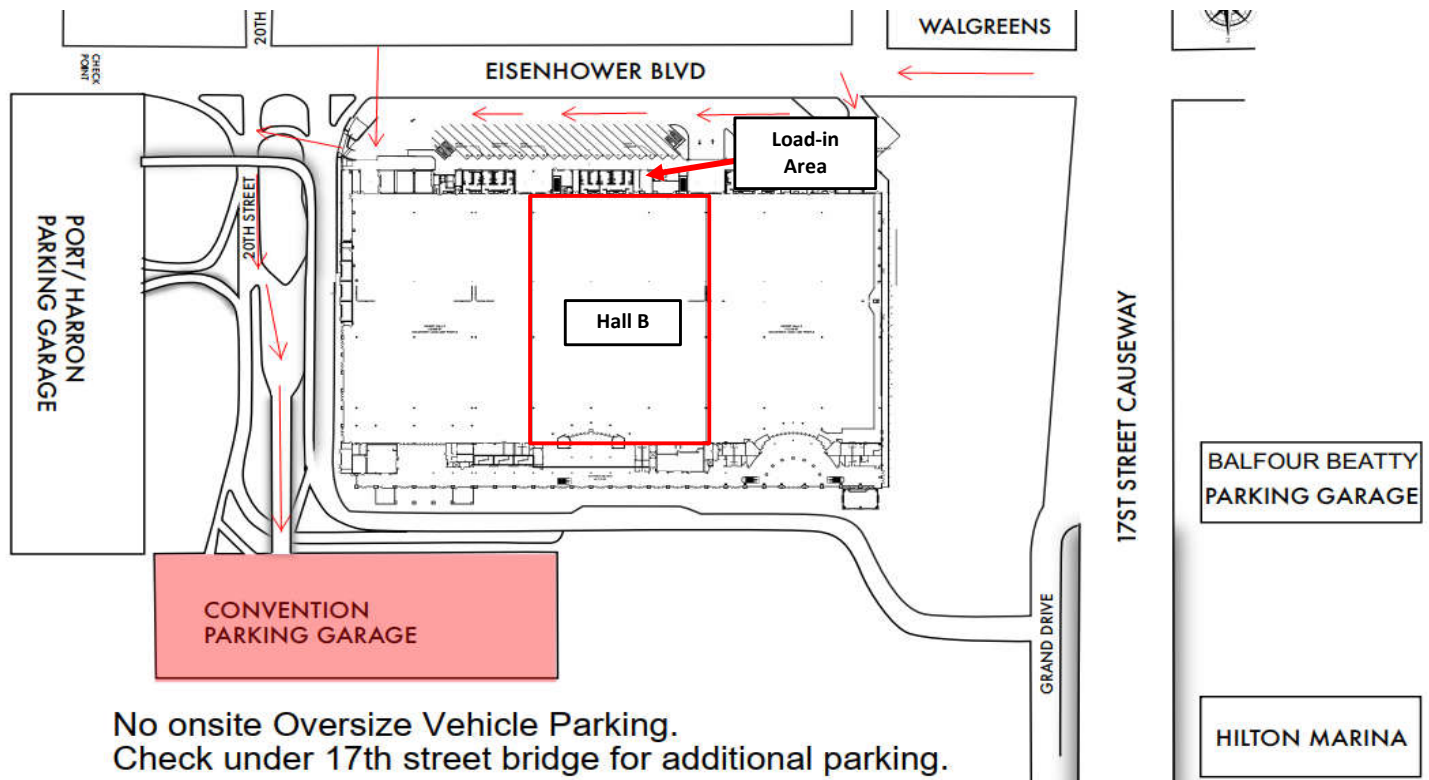 20TH
WALGREENS
CHECK
POINT
EISENHOWER BLVD
Load-in
Area
20TH STREET
PORT/ HARRON
PARKING GARAGE
Hall B
17ST STREET CAUSEWAY
BALFOUR BEATTY
PARKING GARAGE
CONVENTION
PARKING GARAGE
GRAND DRIVE
HILTON MARINA
No onsite Oversize Vehicle Parking.
Check under 17th street bridge for additional parking.